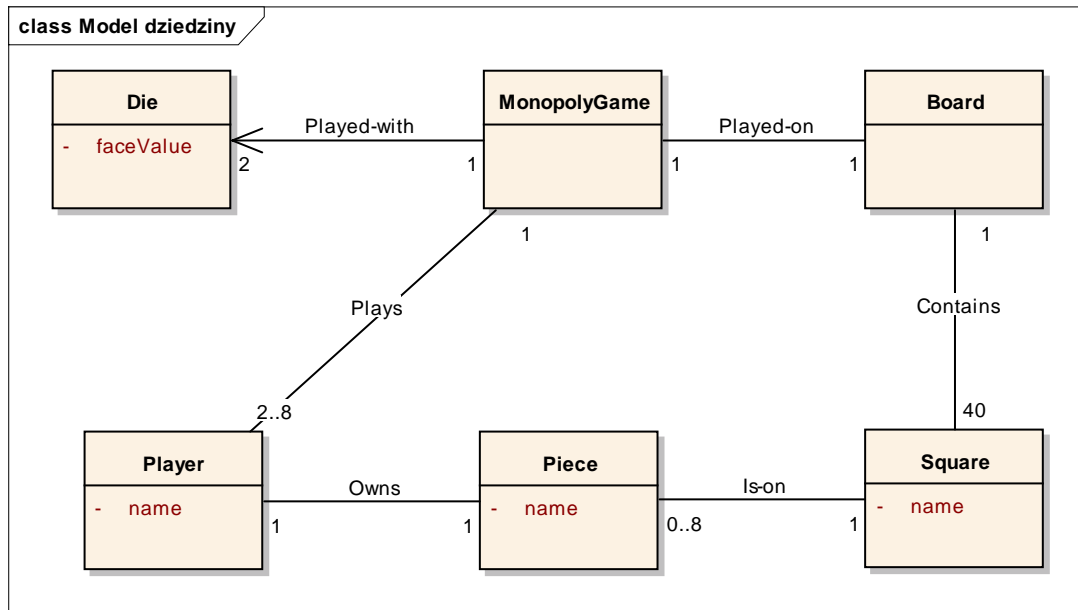 class Model dziedziny
Die
- faceValue
MonopolyGame
Board
Played-with
2
1
Played-on
1
1
1
1
Plays
Contains
2..8
40
Player
- name
Piece
- name
Square
- name
Owns
1
1
Is-on
0..8
1